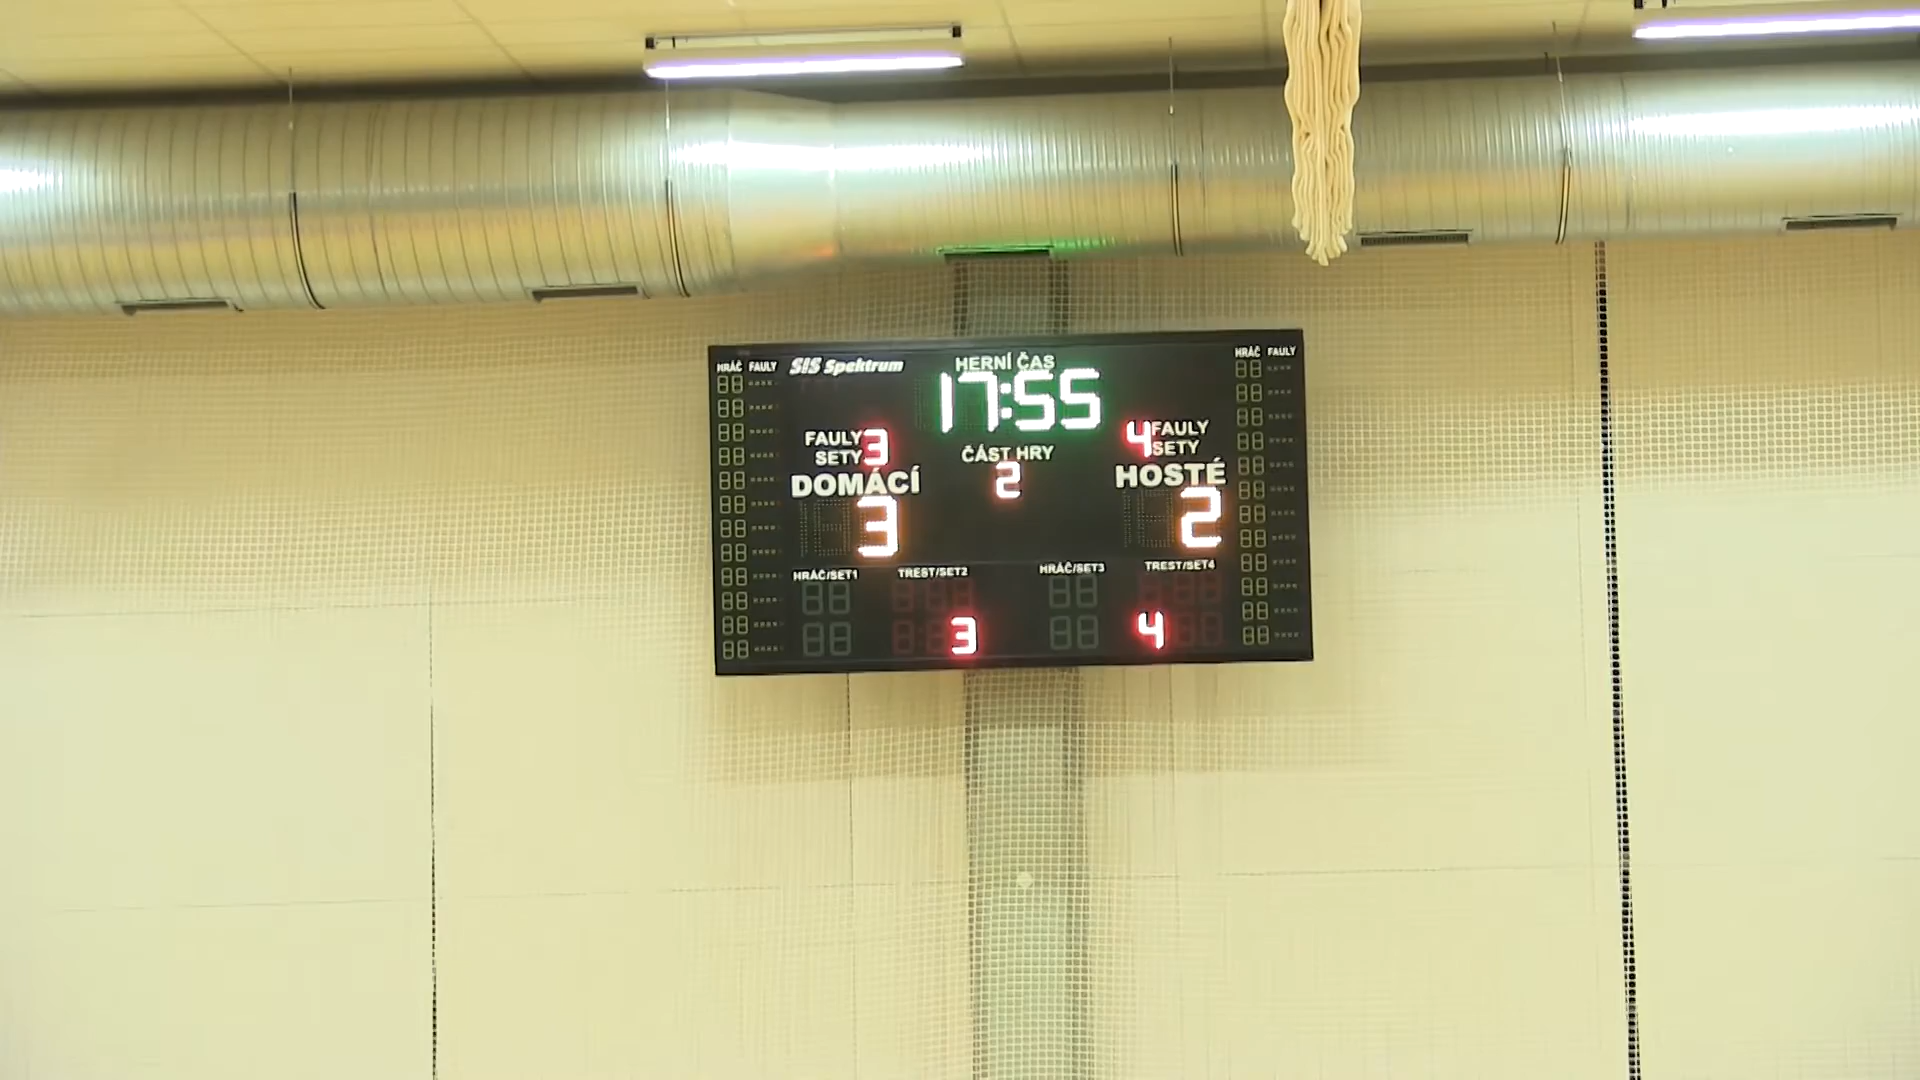 HRÁČ FAULY
SIS Spektrum
HERNÍ ČAS
HRÁČ FAULY
17:55
FAULY
SETY
3
4
FAULY
SETY
ČÁST HRY
2
DOMÁCÍ
HOSTÉ
3
2
HRÁČ/SET1
TREST/SET2
HRÁČ/SET3
TREST/SET4
3
4